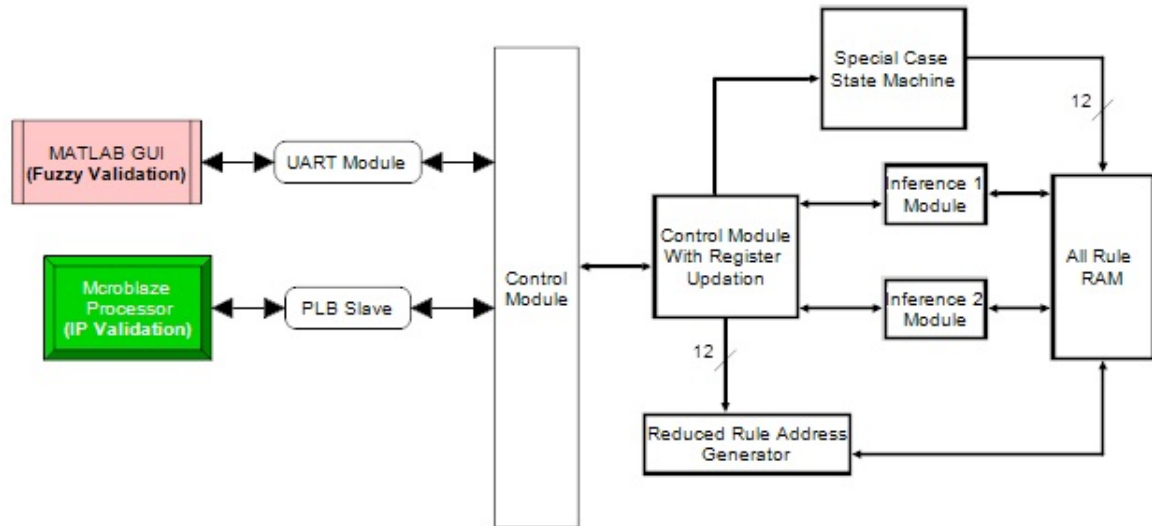 MATLAB GUI
(Fuzzy Validation)
UART Module
Mcroblaze
Processor
(IP Validation)
PLB Slave
Control
Module
Control Module
With Register
Updation
Special Case
State Machine
12
Inference 1
Module
Inference 2
Module
All Rule
RAM
12
Reduced Rule Address
Generator